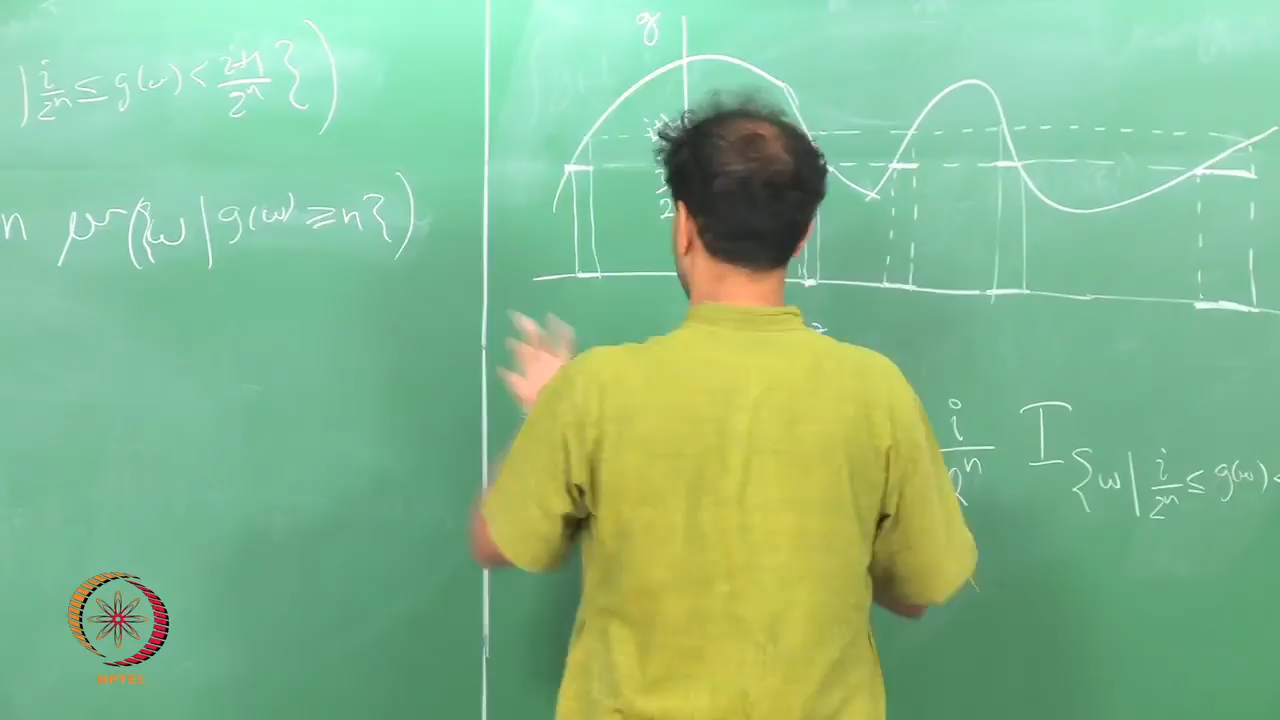 | i/2ⁿ ≤ g(ω) < i+1/2ⁿ })
n μ({ω | g(ω) ≥ n})
g
i/2ⁿ I {ω | i/2ⁿ ≤ g(ω) <
NPTEL